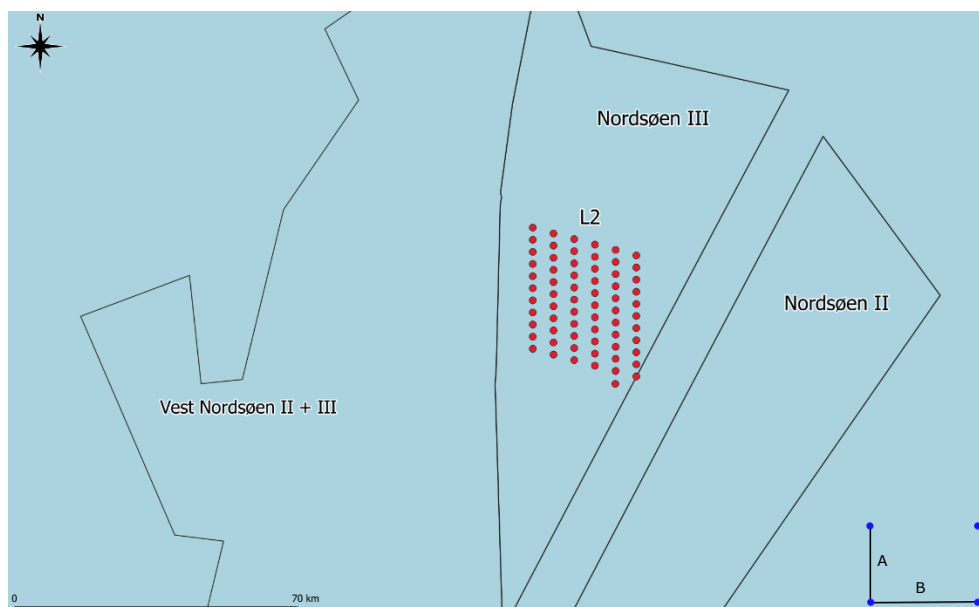 N
Nordsøen III
L2
Nordsøen II
Vest Nordsøen II + III
A
B
0 70 km